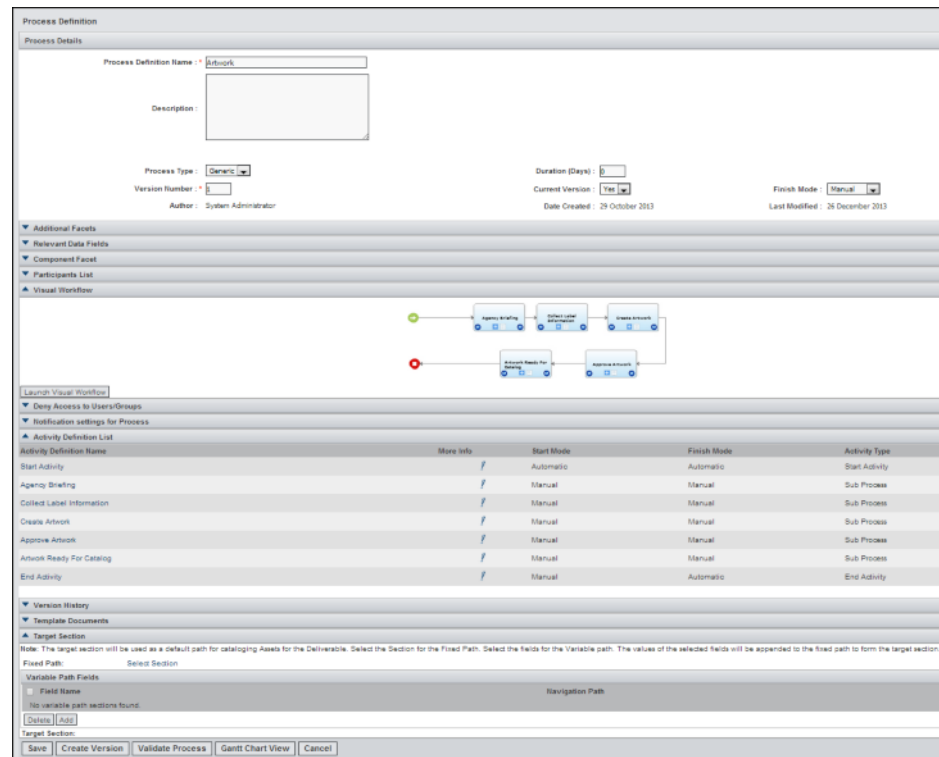 Process Definition
Process Details
Process Definition Name : * Artwork
Description :
Process Type : Generic Duration (Days) : 0
Version Number : * 1 Current Version : Yes Finish Mode : Manual
Author : System Administrator Date Created : 29 October 2013 Last Modified : 26 December 2013
Additional Facets
Relevant Data Fields
Component Facet
Participants List
Visual Workflow
Agency Briefing Collect Label Information Create Artwork
Artwork Ready For Catalog Approve Artwork
Launch Visual Workflow
Deny Access to Users/Groups
Notification settings for Process
Activity Definition List
Activity Definition Name More Info Start Mode Finish Mode Activity Type
Start Activity Automatic Automatic Start Activity
Agency Briefing Manual Manual Sub Process
Collect Label Information Manual Manual Sub Process
Create Artwork Manual Manual Sub Process
Approve Artwork Manual Manual Sub Process
Artwork Ready For Catalog Manual Manual Sub Process
End Activity Manual Automatic End Activity
Version History
Template Documents
Target Section
Note: The target section will be used as a default path for cataloging Assets for the Deliverable. Select the Section for the Fixed Path. Select the fields for the Variable path. The values of the selected fields will be appended to the fixed path to form the target section.
Fixed Path: Select Section
Variable Path Fields
Field Name Navigation Path
No variable path sections found.
Delete Add
Target Section:
Save Create Version Validate Process Gantt Chart View Cancel